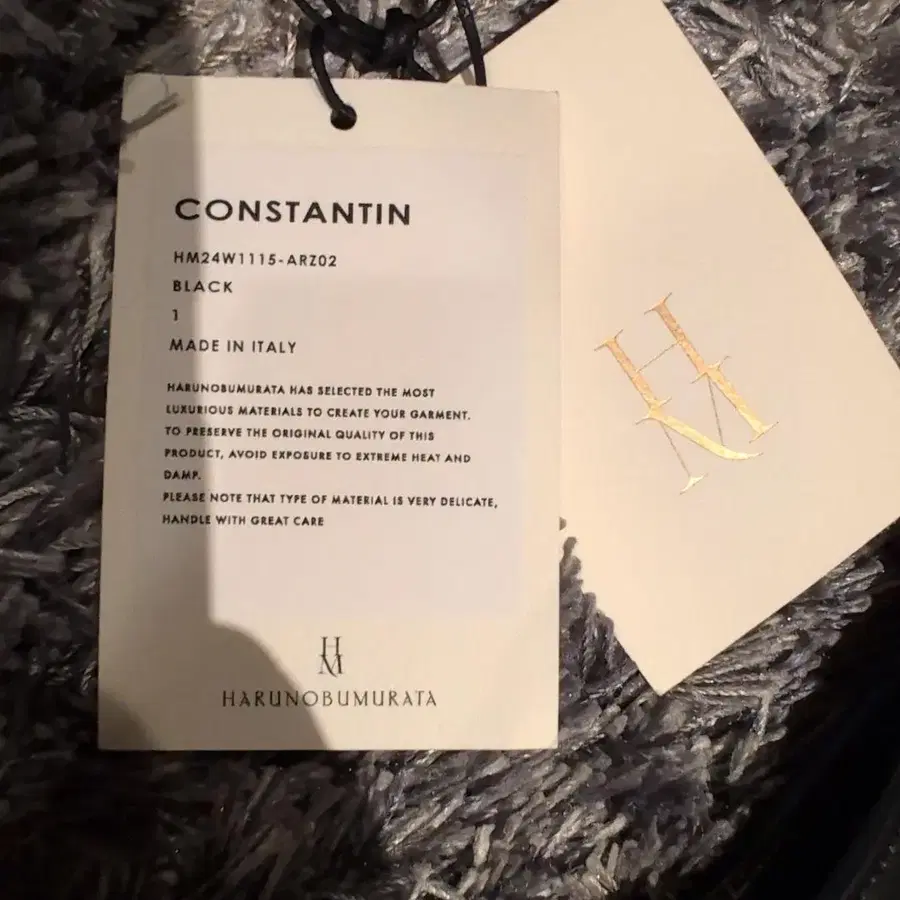 CONSTANTIN
HM24W1115-ARZ02
BLACK
1
MADE IN ITALY
HARUNOBUMURATA HAS SELECTED THE MOST
LUXURIOUS MATERIALS TO CREATE YOUR GARMENT.
TO PRESERVE THE ORIGINAL QUALITY OF THIS
PRODUCT, AVOID EXPOSURE TO EXTREME HEAT AND
DAMP.
PLEASE NOTE THAT TYPE OF MATERIAL IS VERY DELICATE,
HANDLE WITH GREAT CARE
HM
HARUNOBUMURATA
HM